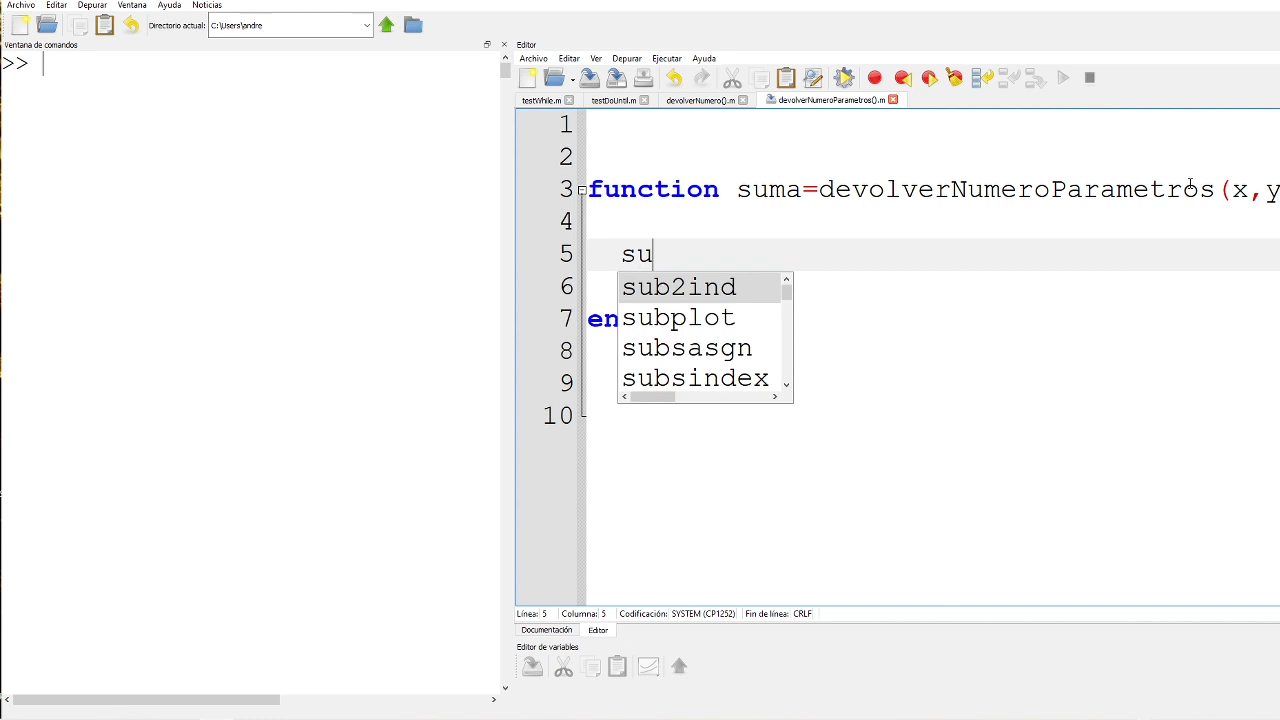 Archivo Editar Depurar Ventana Ayuda Noticias
Directorio actual: C:\Users\andre
Ventana de comandos
>>
Editor
Archivo Editar Ver Depurar Ejecutar Ayuda
testWhile.m testDoUntil.m devolverNumero().m devolverNumeroParametros().m
1
2
3 function suma=devolverNumeroParametros(x,y
4
5 su
6 sub2ind
subplot
7 en
8 subsasgn
9 subsindex
10
Línea: 5 Columna: 5 Codificación: SYSTEM (CP1252) Fin de línea: CRLF
Documentación Editor
Editor de variables